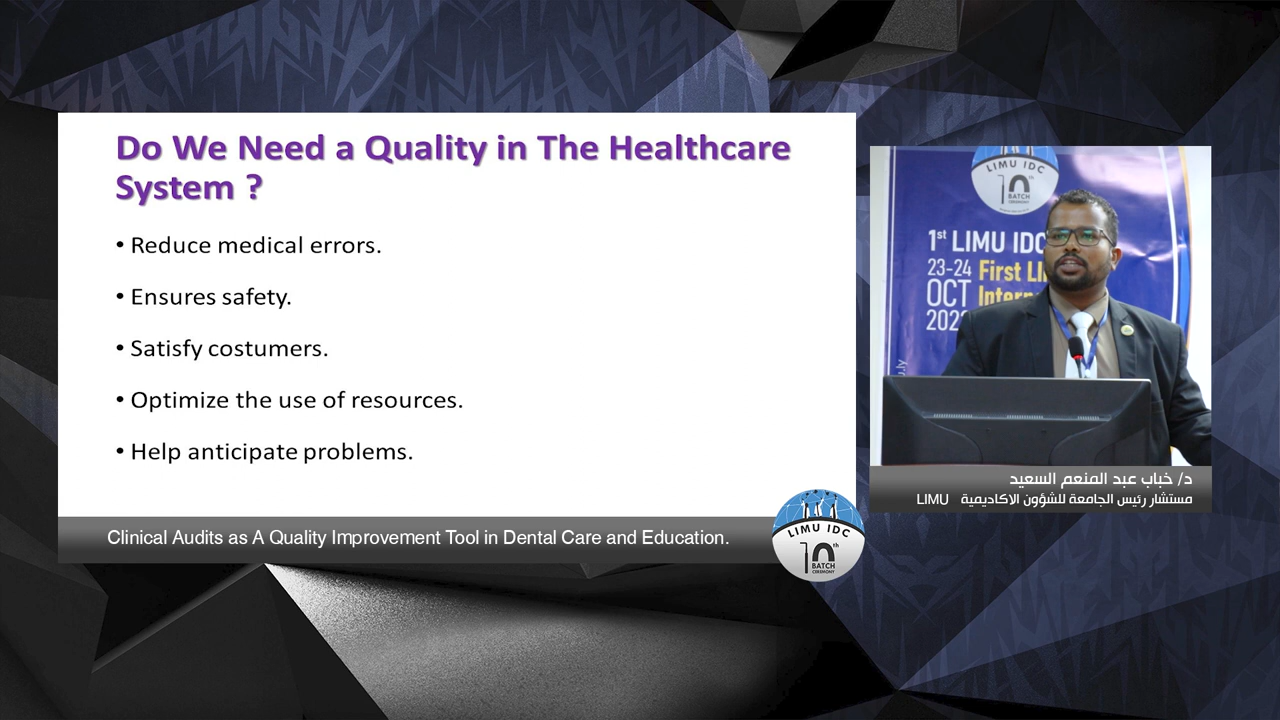 Do We Need a Quality in The Healthcare
System ?
• Reduce medical errors.
• Ensures safety.
• Satisfy costumers.
• Optimize the use of resources.
• Help anticipate problems.
Clinical Audits as A Quality Improvement Tool in Dental Care and Education.
LIMU IDC
10th
BATCH
CEREMONY
LIMU IDC
10
BATCH
CEREMONY
1st LIMU IDC
23-24
OCT
First LI
Intern
202
د/ خباب عبد المنعم السعيد
مستشار رئيس الجامعة للشؤون الاكاديمية LIMU